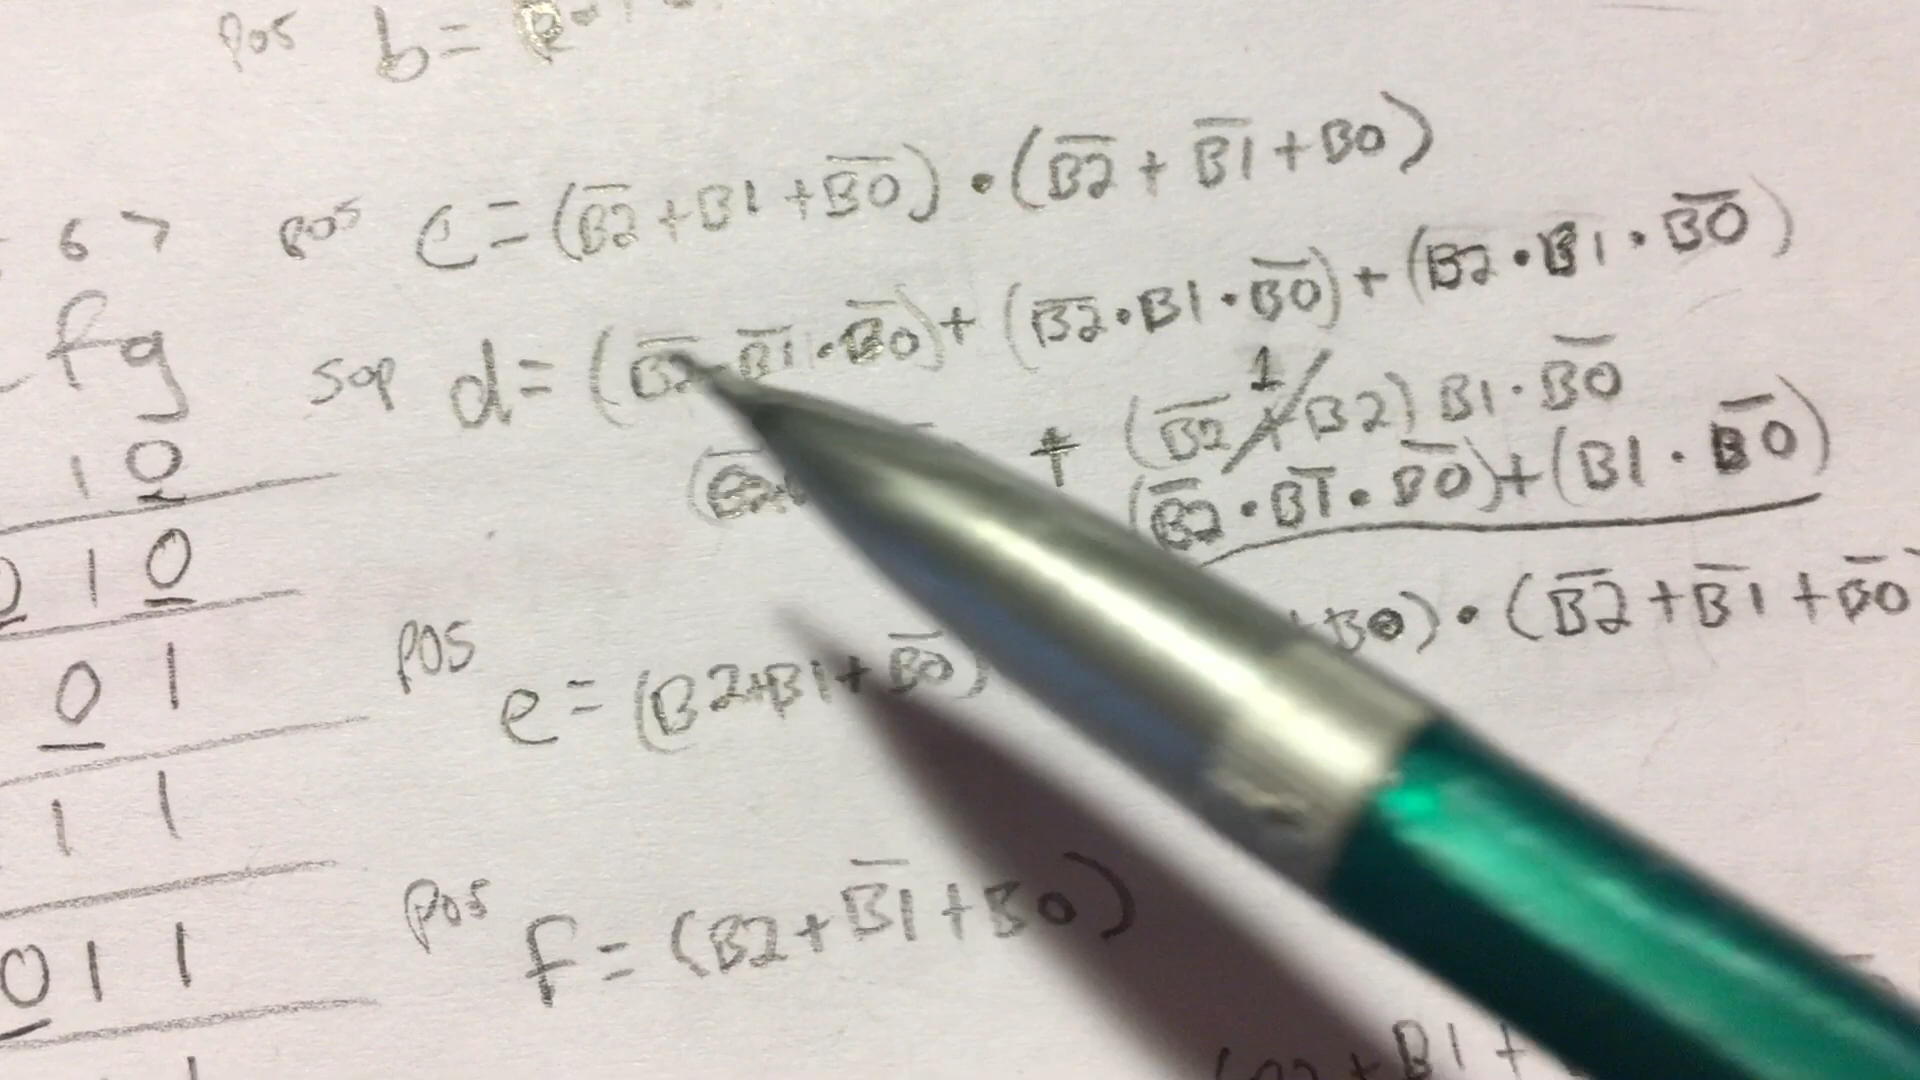 POS b =
6 7 POS c = (B̅2̅ + B1 + B̅0̅) • (B̅2̅ + B̅1̅ + B0)
f g SOP d = (B̅2̅ • B̅1̅ • B̅0̅) + (B̅2̅ • B1 • B̅0̅) + (B2 • B1 • B̅0̅)
1 0 + (B̅2̅ + B2) B1 • B̅0̅
1
(B̅2̅ • B̅1̅ • B̅0̅) + (B1 • B̅0̅)
0 1 0
0 1 POS e = (B2 + B1 + B̅0̅) + B0) • (B̅2̅ + B̅1̅ + B̅0̅)
1 1
0 1 1 POS f = (B2 + B̅1̅ + B0)
B1 +